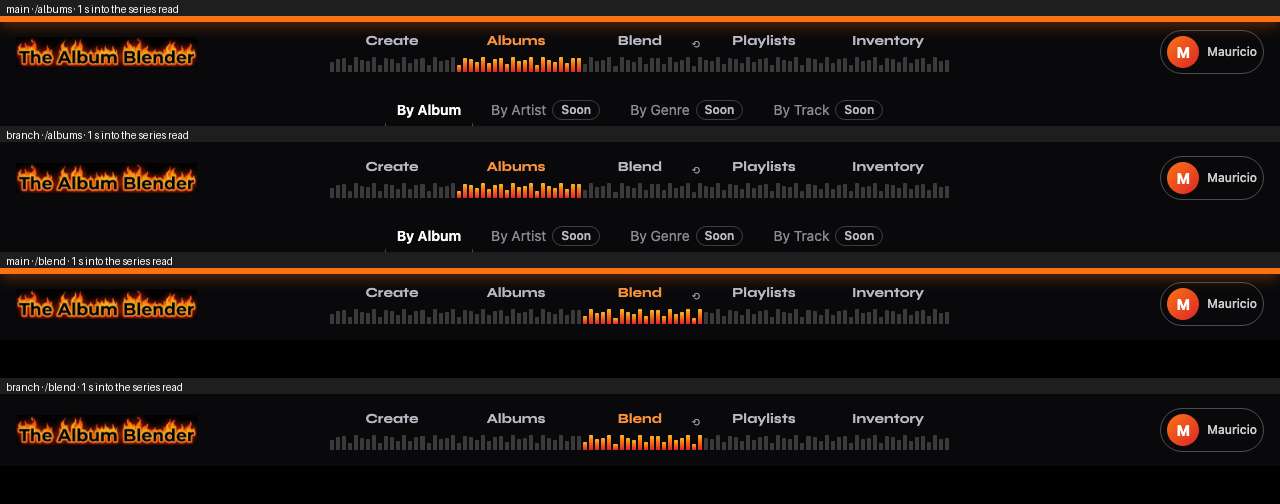 main · /albums · 1 s into the series read
The Album Blender Create Albums Blend ⟲ Playlists Inventory M Mauricio
By Album By Artist Soon By Genre Soon By Track Soon
branch · /albums · 1 s into the series read
The Album Blender Create Albums Blend ⟲ Playlists Inventory M Mauricio
By Album By Artist Soon By Genre Soon By Track Soon
main · /blend · 1 s into the series read
The Album Blender Create Albums Blend ⟲ Playlists Inventory M Mauricio
branch · /blend · 1 s into the series read
The Album Blender Create Albums Blend ⟲ Playlists Inventory M Mauricio